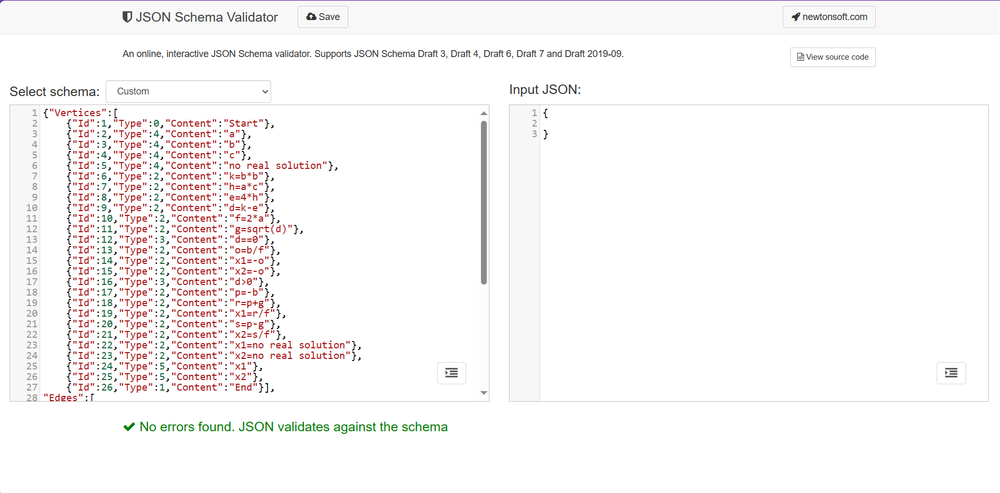 JSON Schema Validator
Save
newtonsoft.com
An online, interactive JSON Schema validator. Supports JSON Schema Draft 3, Draft 4, Draft 6, Draft 7 and Draft 2019-09.
View source code
Select schema:
Custom
1 {"Vertices":[
2 {"Id":1,"Type":0,"Content":"Start"},
3 {"Id":2,"Type":4,"Content":"a"},
4 {"Id":3,"Type":4,"Content":"b"},
5 {"Id":4,"Type":4,"Content":"c"},
6 {"Id":5,"Type":4,"Content":"no real solution"},
7 {"Id":6,"Type":2,"Content":"k=b*b"},
8 {"Id":7,"Type":2,"Content":"h=a*c"},
9 {"Id":8,"Type":2,"Content":"e=4*h"},
10 {"Id":9,"Type":2,"Content":"d=k-e"},
11 {"Id":10,"Type":2,"Content":"f=2*a"},
12 {"Id":11,"Type":2,"Content":"g=sqrt(d)"},
13 {"Id":12,"Type":3,"Content":"d==0"},
14 {"Id":13,"Type":2,"Content":"o=b/f"},
15 {"Id":14,"Type":2,"Content":"x1=-o"},
16 {"Id":15,"Type":2,"Content":"x2=-o"},
17 {"Id":16,"Type":3,"Content":"d>0"},
18 {"Id":17,"Type":2,"Content":"p=-b"},
19 {"Id":18,"Type":2,"Content":"r=p+g"},
20 {"Id":19,"Type":2,"Content":"x1=r/f"},
21 {"Id":20,"Type":2,"Content":"s=p-g"},
22 {"Id":21,"Type":2,"Content":"x2=s/f"},
23 {"Id":22,"Type":2,"Content":"x1=no real solution"},
24 {"Id":23,"Type":2,"Content":"x2=no real solution"},
25 {"Id":24,"Type":5,"Content":"x1"},
26 {"Id":25,"Type":5,"Content":"x2"},
27 {"Id":26,"Type":1,"Content":"End"}],
28 "Edges":[
Input JSON:
1 {
2
3 }
No errors found. JSON validates against the schema